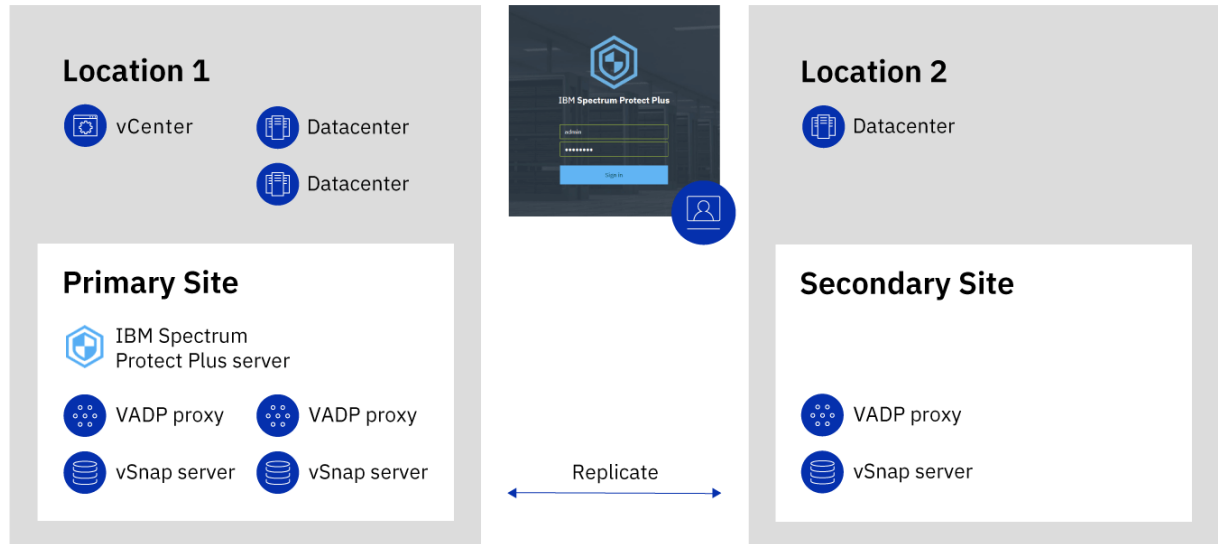 Location 1
vCenter
Datacenter
Datacenter
Primary Site
IBM Spectrum
Protect Plus server
VADP proxy
VADP proxy
vSnap server
vSnap server
IBM Spectrum Protect Plus
admin
••••••••
Sign in
Replicate
Location 2
Datacenter
Secondary Site
VADP proxy
vSnap server